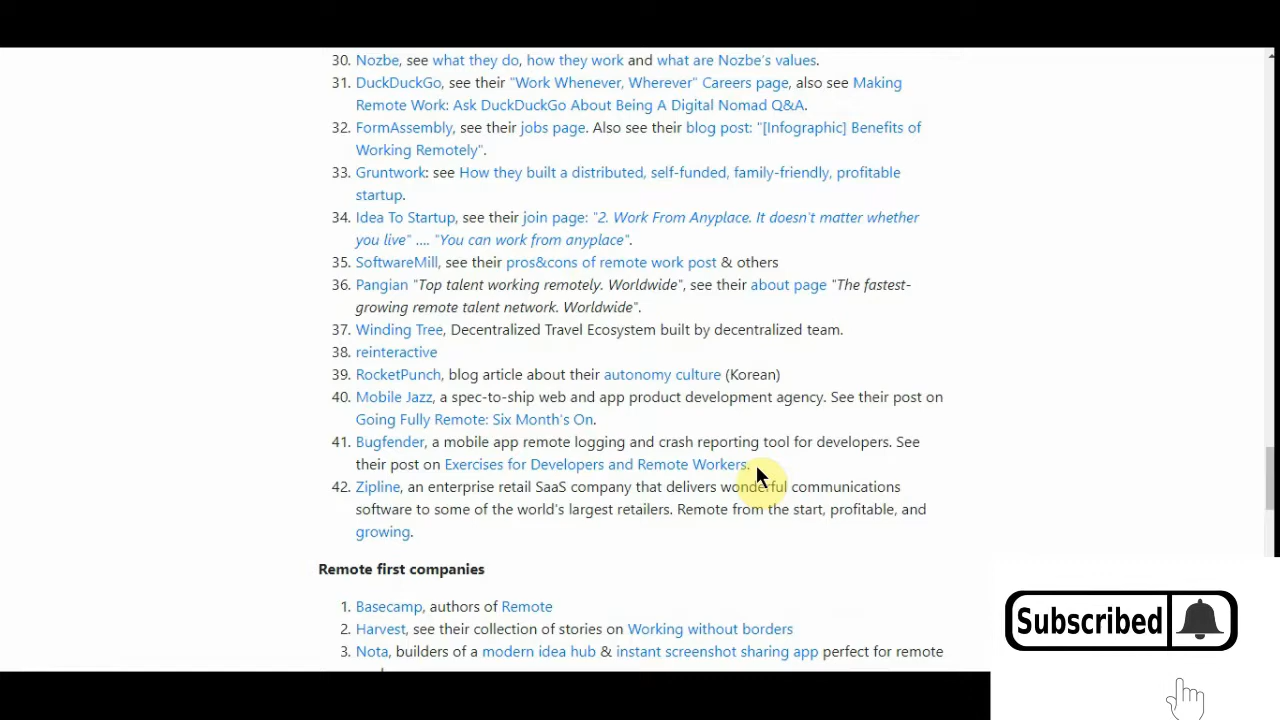 30. Nozbe, see what they do, how they work and what are Nozbe's values.
31. DuckDuckGo, see their "Work Whenever, Wherever" Careers page, also see Making
Remote Work: Ask DuckDuckGo About Being A Digital Nomad Q&A.
32. FormAssembly, see their jobs page. Also see their blog post: "[Infographic] Benefits of
Working Remotely".
33. Gruntwork: see How they built a distributed, self-funded, family-friendly, profitable
startup.
34. Idea To Startup, see their join page: "2. Work From Anyplace. It doesn't matter whether
you live" .... "You can work from anyplace".
35. SoftwareMill, see their pros&cons of remote work post & others
36. Pangian "Top talent working remotely. Worldwide", see their about page "The fastest-
growing remote talent network. Worldwide".
37. Winding Tree, Decentralized Travel Ecosystem built by decentralized team.
38. reinteractive
39. RocketPunch, blog article about their autonomy culture (Korean)
40. Mobile Jazz, a spec-to-ship web and app product development agency. See their post on
Going Fully Remote: Six Month's On.
41. Bugfender, a mobile app remote logging and crash reporting tool for developers. See
their post on Exercises for Developers and Remote Workers.
42. Zipline, an enterprise retail SaaS company that delivers wonderful communications
software to some of the world's largest retailers. Remote from the start, profitable, and
growing.
Remote first companies
1. Basecamp, authors of Remote
2. Harvest, see their collection of stories on Working without borders
3. Nota, builders of a modern idea hub & instant screenshot sharing app perfect for remote
Subscribed